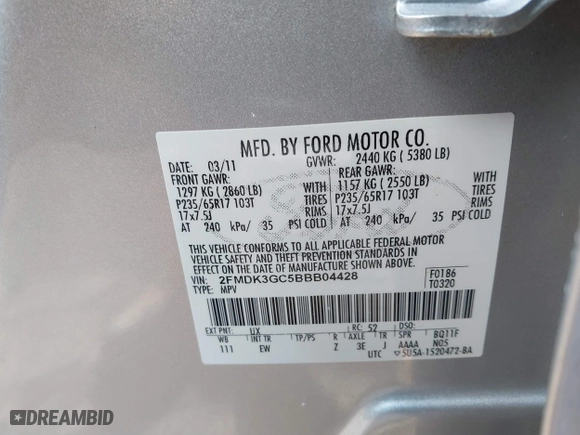 MFD. BY FORD MOTOR CO.
DATE: 03/11 GVWR: 2440 KG ( 5380 LB)
FRONT GAWR: REAR GAWR:
1297 KG ( 2860 LB) WITH 1157 KG ( 2550 LB) WITH
P235/65R17 103T TIRES P235/65R17 103T TIRES
17x7.5J RIMS 17x7.5J RIMS
AT 240 kPa/ 35 PSI COLD AT 240 kPa/ 35 PSI COLD
THIS VEHICLE CONFORMS TO ALL APPLICABLE FEDERAL MOTOR
VEHICLE SAFETY AND THEFT PREVENTION STANDARDS IN EFFECT
ON THE DATE OF MANUFACTURE SHOWN ABOVE.
VIN: 2FMDK3GC5BBB04428
TYPE: MPV
F0186
T0320
EXT PNT: UX RC: 52 DSO:
WB INT TR TP/PS R AXLE TR SPR BQ11F
111 EW Z 3E J AAAA N05
UTC 5U5A-1520472-BA
DREAMBID